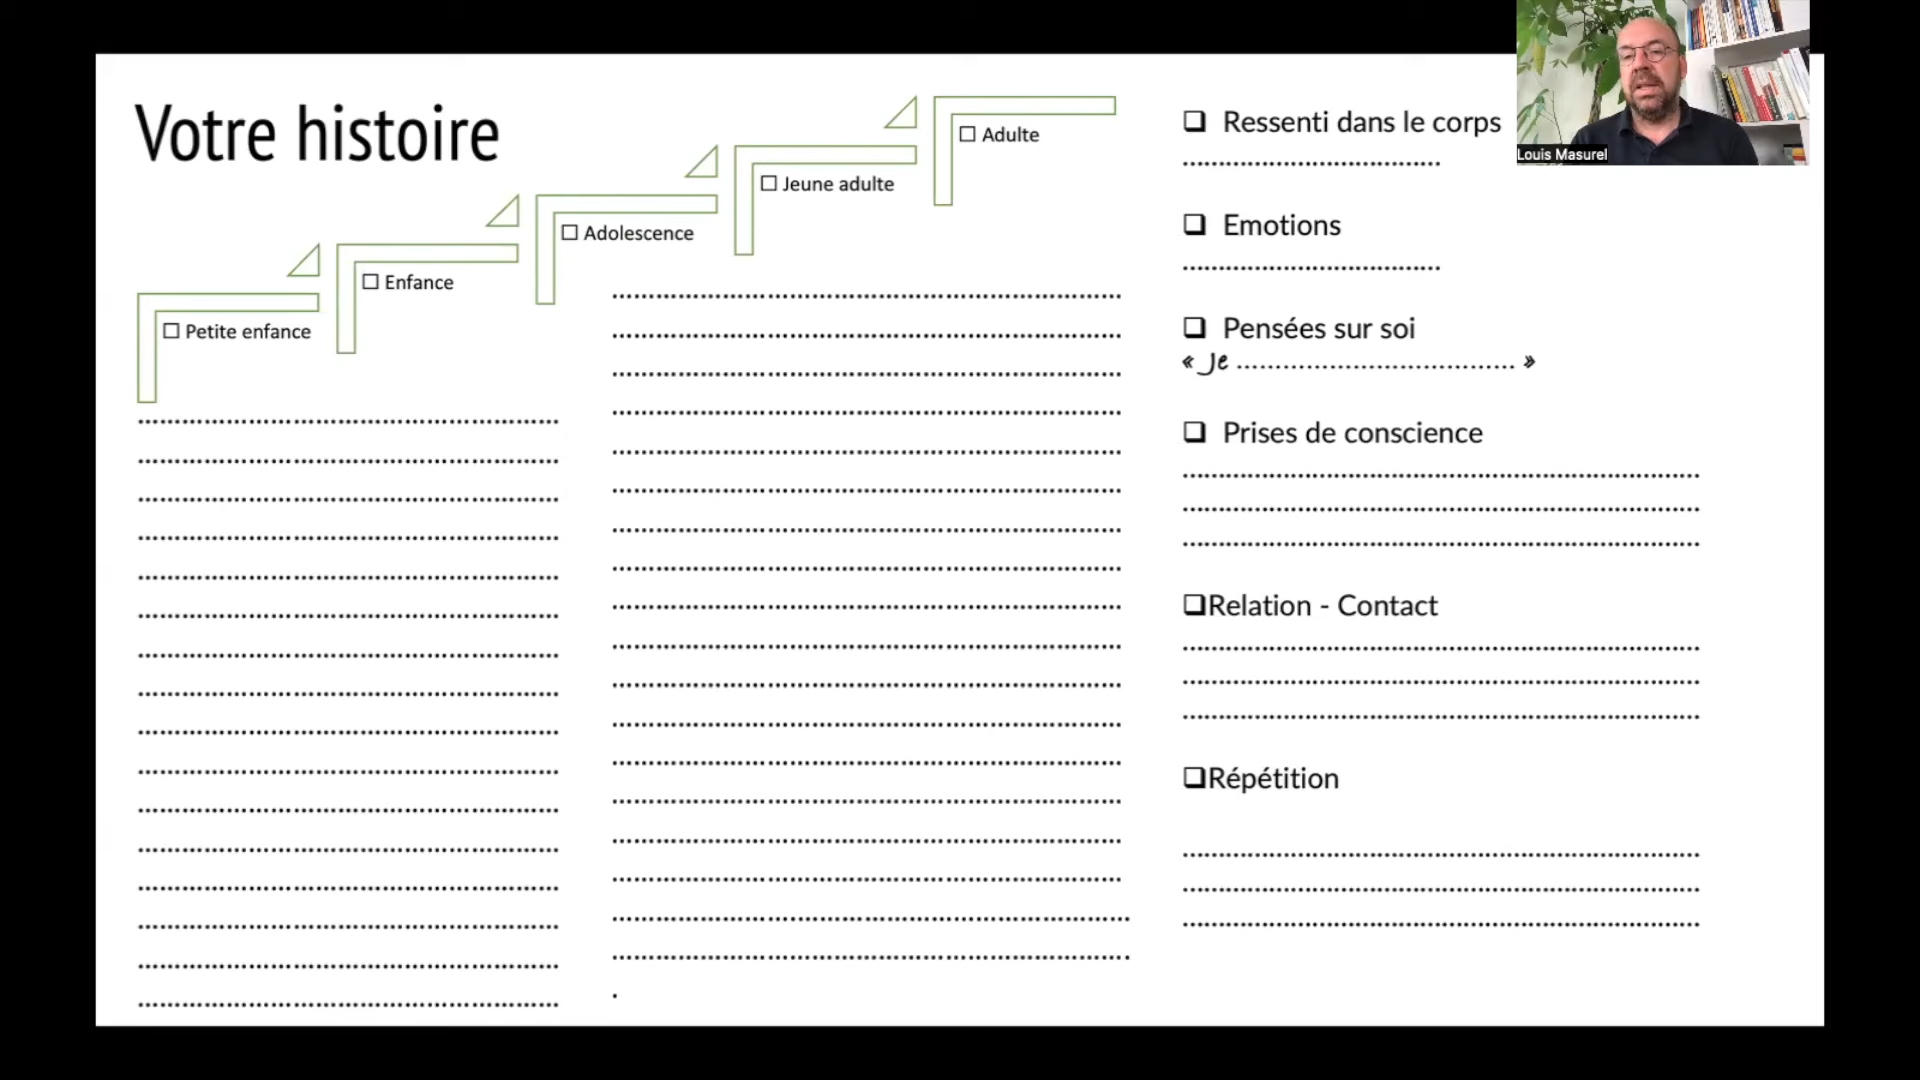 Votre histoire
☐ Petite enfance
☐ Enfance
☐ Adolescence
☐ Jeune adulte
☐ Adulte
❑ Ressenti dans le corps
❑ Emotions
❑ Pensées sur soi
« Je .................................... »
❑ Prises de conscience
❑Relation - Contact
❑Répétition
Louis Masurel